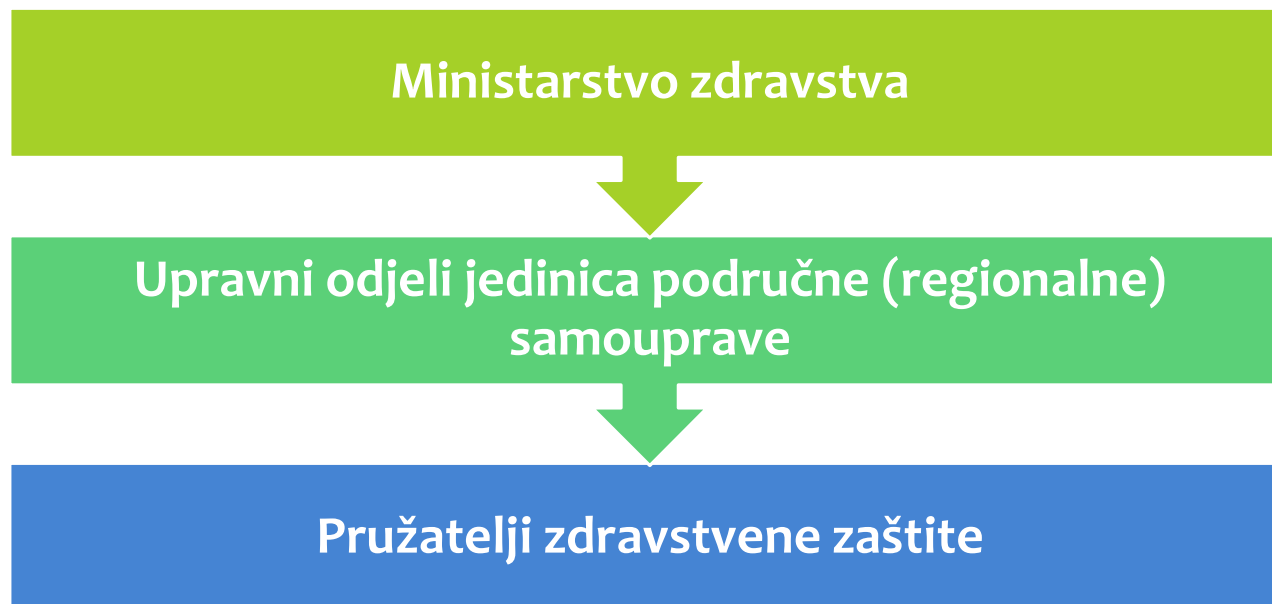 Ministarstvo zdravstva
Upravni odjeli jedinica područne (regionalne)
samouprave
Pružatelji zdravstvene zaštite